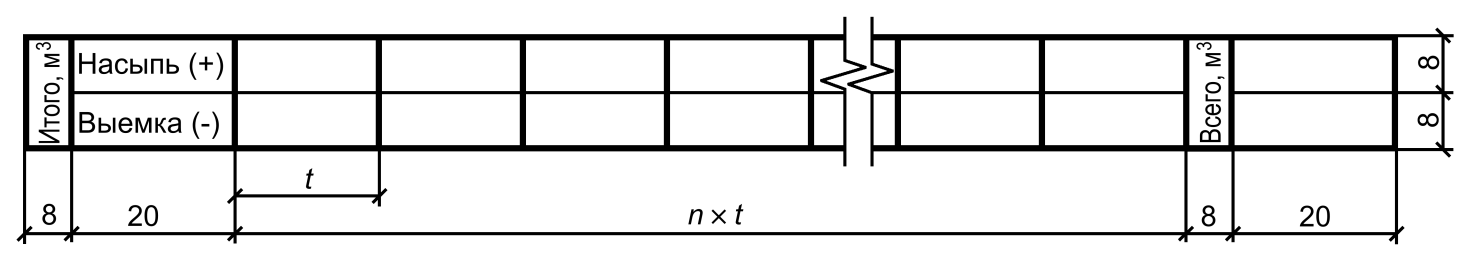 Итого, м³
Насыпь (+)
Выемка (-)
Всего, м³
8
8
t
8
20
n × t
8
20